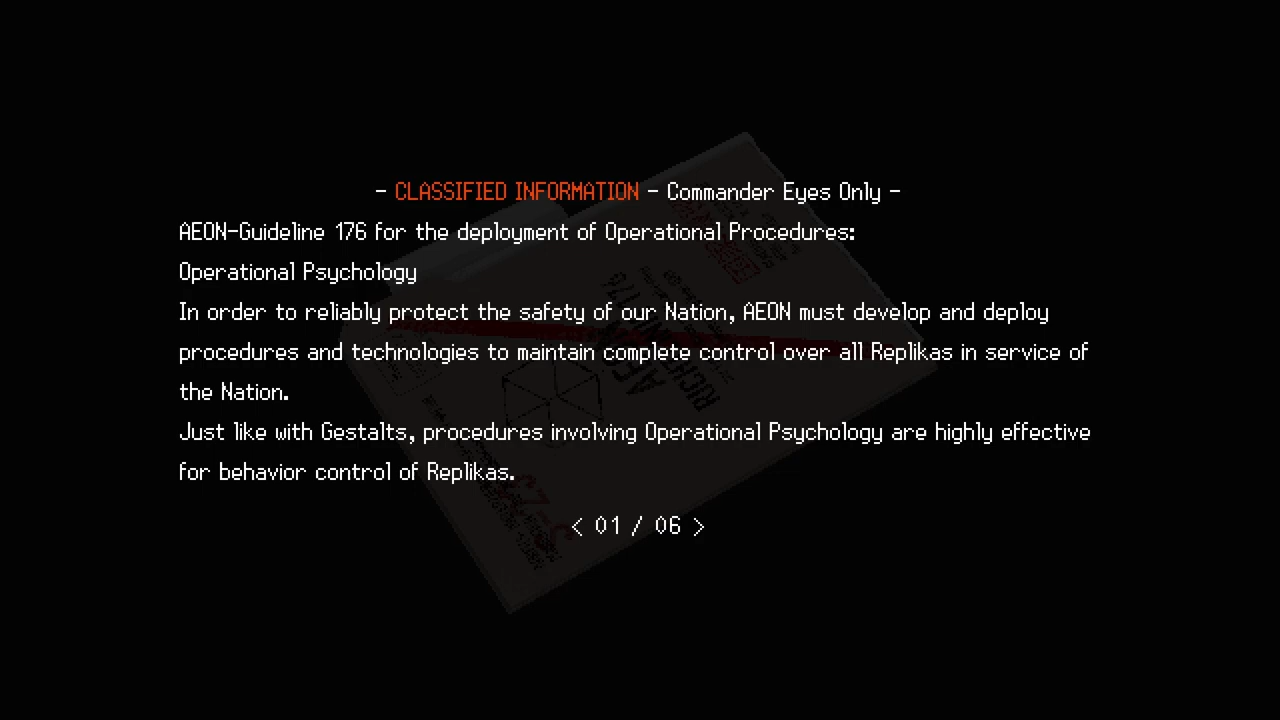 - CLASSIFIED INFORMATION - Commander Eyes Only -
AEON-Guideline 176 for the deployment of Operational Procedures:
Operational Psychology
In order to reliably protect the safety of our Nation, AEON must develop and deploy
procedures and technologies to maintain complete control over all Replikas in service of
the Nation.
Just like with Gestalts, procedures involving Operational Psychology are highly effective
for behavior control of Replikas.
< 01 / 06 >